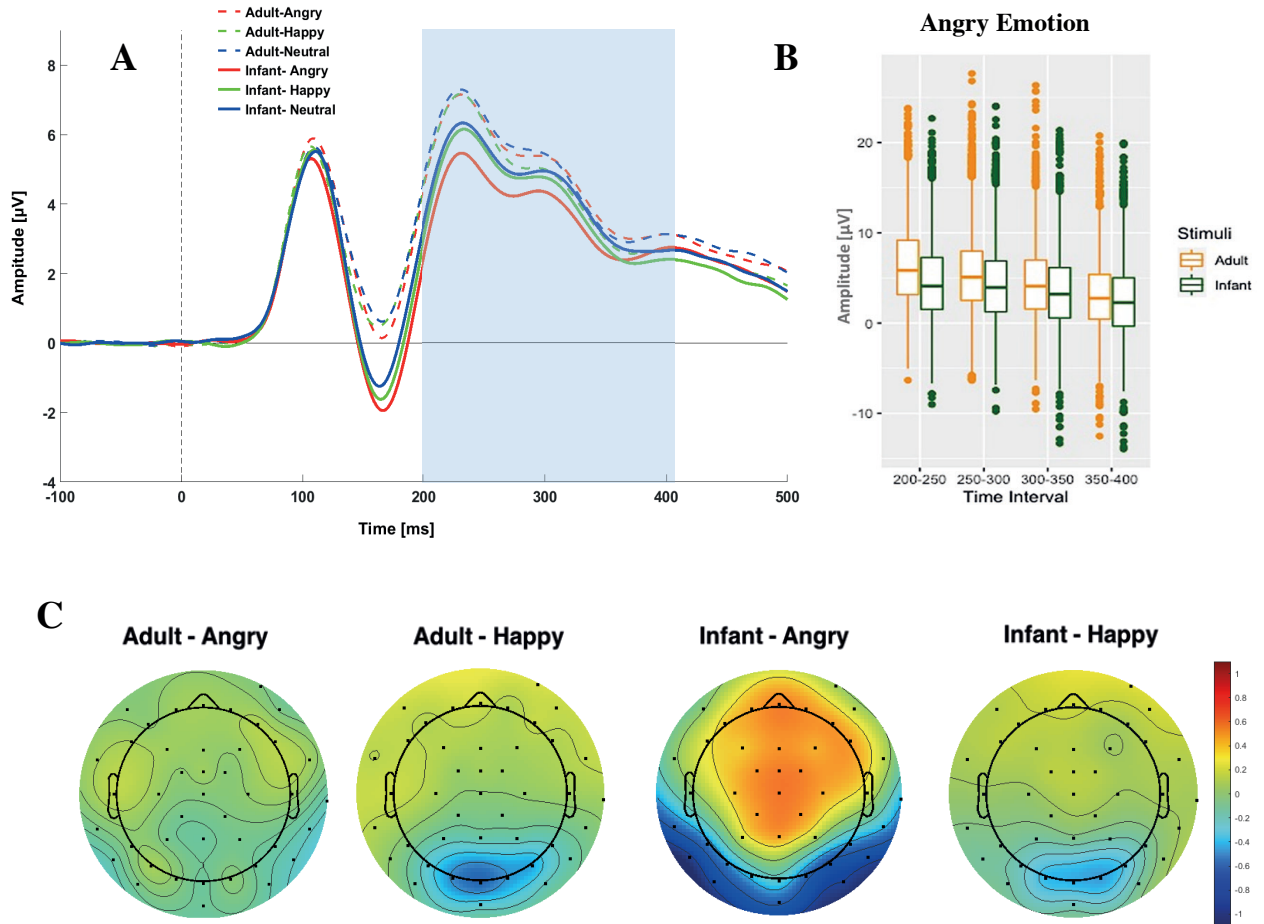 A
Adult-Angry
Adult-Happy
Adult-Neutral
Infant- Angry
Infant- Happy
Infant- Neutral
Amplitude [µV]
8
6
4
2
0
-2
-4
-100
0
100
200
300
400
500
Time [ms]
B
Angry Emotion
Amplitude [µV]
20
10
0
-10
200-250
250-300
300-350
350-400
Time Interval
Stimuli
Adult
Infant
C
Adult - Angry
Adult - Happy
Infant - Angry
Infant - Happy
1
0.8
0.6
0.4
0.2
0
-0.2
-0.4
-0.6
-0.8
-1